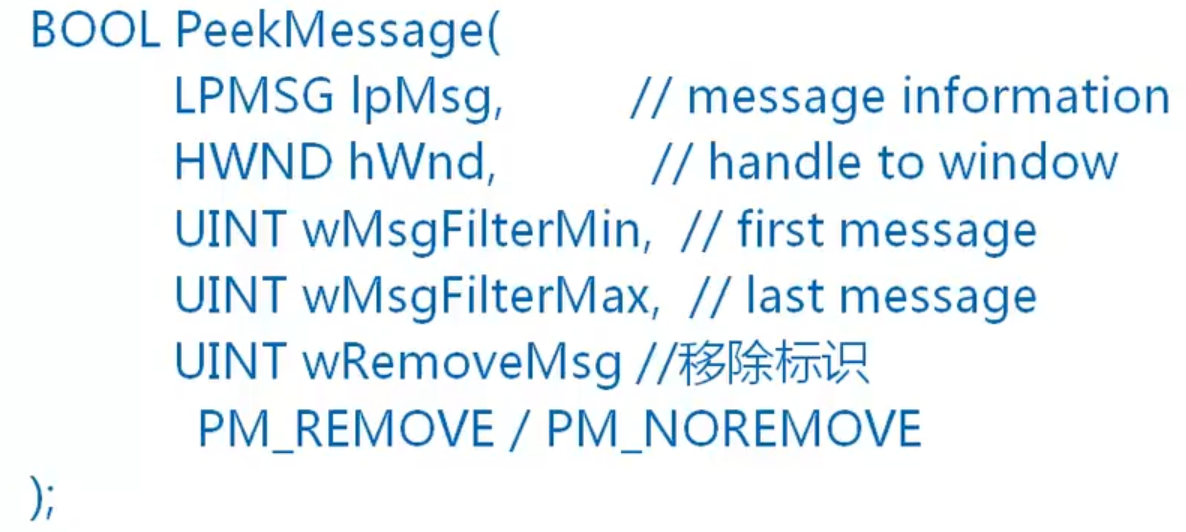 BOOL PeekMessage(
LPMSG lpMsg, // message information
HWND hWnd, // handle to window
UINT wMsgFilterMin, // first message
UINT wMsgFilterMax, // last message
UINT wRemoveMsg //移除标识
PM_REMOVE / PM_NOREMOVE
);